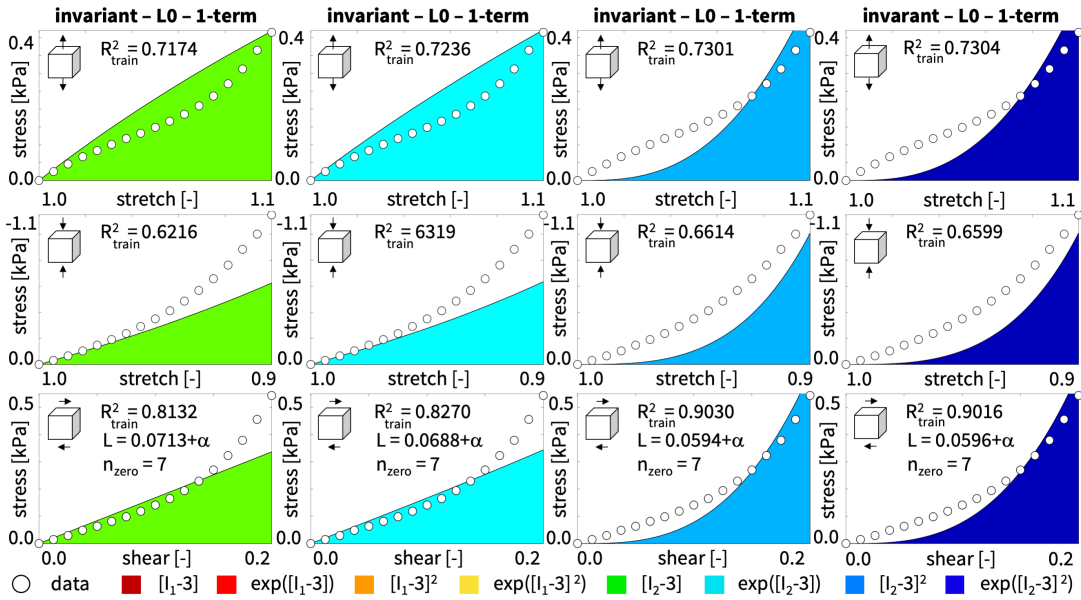 invariant – L0 – 1-term invariant – L0 – 1-term invariant – L0 – 1-term invariant – L0 – 1-term
0.4 R²train = 0.7174 0.4 R²train = 0.7236 0.4 R²train = 0.7301 0.4 R²train = 0.7304
stress [kPa] stress [kPa] stress [kPa] stress [kPa]
0.0 0.0 0.0 0.0
1.0 stretch [-] 1.1 1.0 stretch [-] 1.1 1.0 stretch [-] 1.1 1.0 stretch [-] 1.1
-1.1 R²train = 0.6216 -1.1 R²train = 6319 -1.1 R²train = 0.6614 -1.1 R²train = 0.6599
stress [kPa] stress [kPa] stress [kPa] stress [kPa]
0.0 0.0 0.0 0.0
1.0 stretch [-] 0.9 1.0 stretch [-] 0.9 1.0 stretch [-] 0.9 1.0 stretch [-] 0.9
0.5 R²train = 0.8132 0.5 R²train = 0.8270 0.5 R²train = 0.9030 0.5 R²train = 0.9016
L = 0.0713+α L = 0.0688+α L = 0.0594+α L = 0.0596+α
nzero = 7 nzero = 7 nzero = 7 nzero = 7
stress [kPa] stress [kPa] stress [kPa] stress [kPa]
0.0 0.0 0.0 0.0
0.0 shear [-] 0.2 0.0 shear [-] 0.2 0.0 shear [-] 0.2 0.0 shear [-] 0.2
data [I₁-3] exp([I₁-3]) [I₁-3]² exp([I₁-3]²) [I₂-3] exp([I₂-3]) [I₂-3]² exp([I₂-3]²)